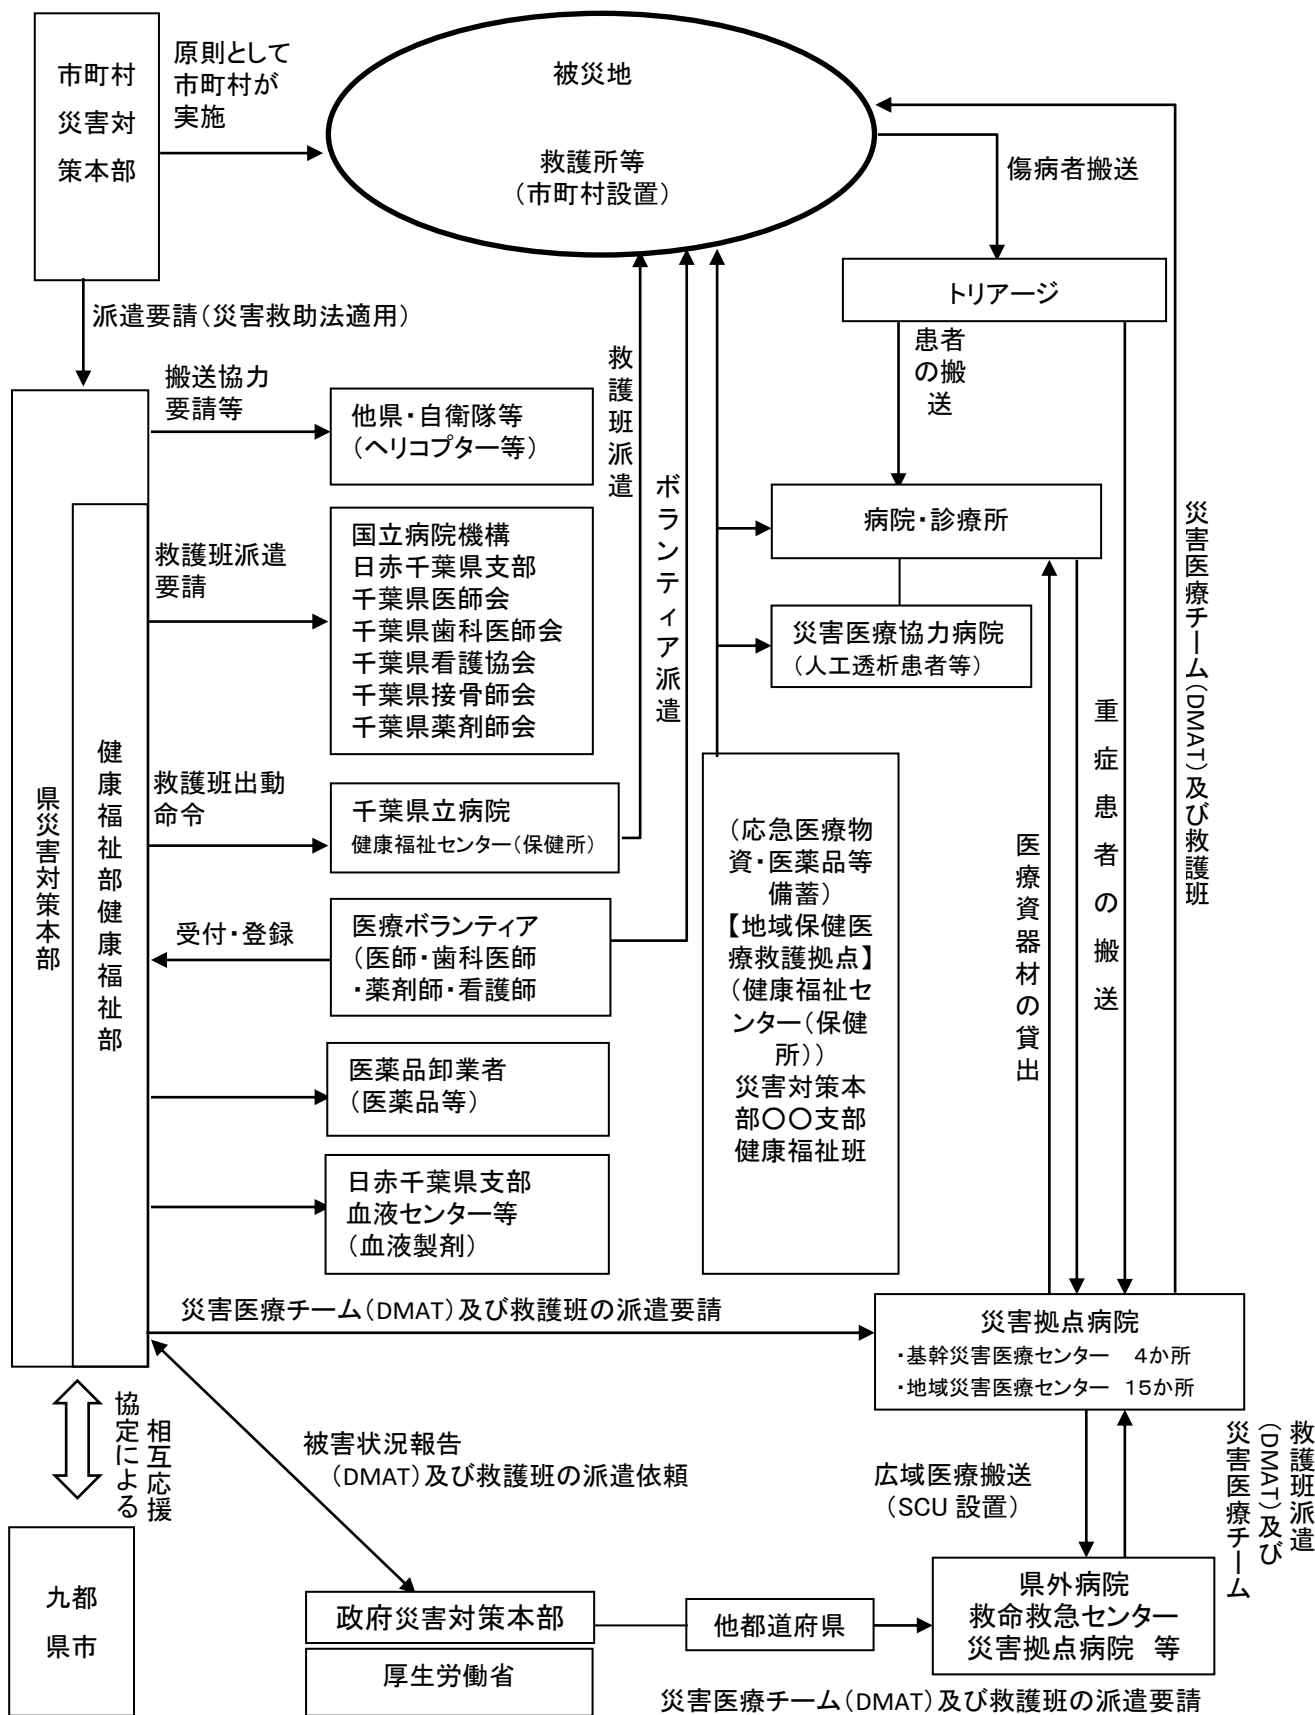 市町村
災害対
策本部
原則として
市町村が
実施
被災地
救護所等
（市町村設置）
傷病者搬送
トリアージ
派遣要請（災害救助法適用）
患者
の搬
送
搬送協力
要請等
他県・自衛隊等
（ヘリコプター等）
救護班派遣
ボランティア派遣
病院・診療所
災害医療チーム（DMAT）及び救護班
救護班派遣
要請
国立病院機構
日赤千葉県支部
千葉県医師会
千葉県歯科医師会
千葉県看護協会
千葉県接骨師会
千葉県薬剤師会
災害医療協力病院
（人工透析患者等）
重症患者の搬送
県災害対策本部
健康福祉部健康福祉部
救護班出動
命令
千葉県立病院
健康福祉センター（保健所）
（応急医療物
資・医薬品等
備蓄）
【地域保健医
療救護拠点】
（健康福祉セ
ンター（保健
所））
災害対策本
部〇〇支部
健康福祉班
医療資器材の貸出
受付・登録
医療ボランティア
（医師・歯科医師
・薬剤師・看護師
医薬品卸業者
（医薬品等）
日赤千葉県支部
血液センター等
（血液製剤）
災害医療チーム（DMAT）及び救護班の派遣要請
災害拠点病院
・基幹災害医療センター　4か所
・地域災害医療センター　15か所
相互応援
協定による
被害状況報告
（DMAT）及び救護班の派遣依頼
広域医療搬送
（SCU 設置）
救護班派遣
（DMAT）及び
災害医療チーム
九都
県市
政府災害対策本部
厚生労働省
他都道府県
県外病院
救命救急センター
災害拠点病院　等
災害医療チーム（DMAT）及び救護班の派遣要請